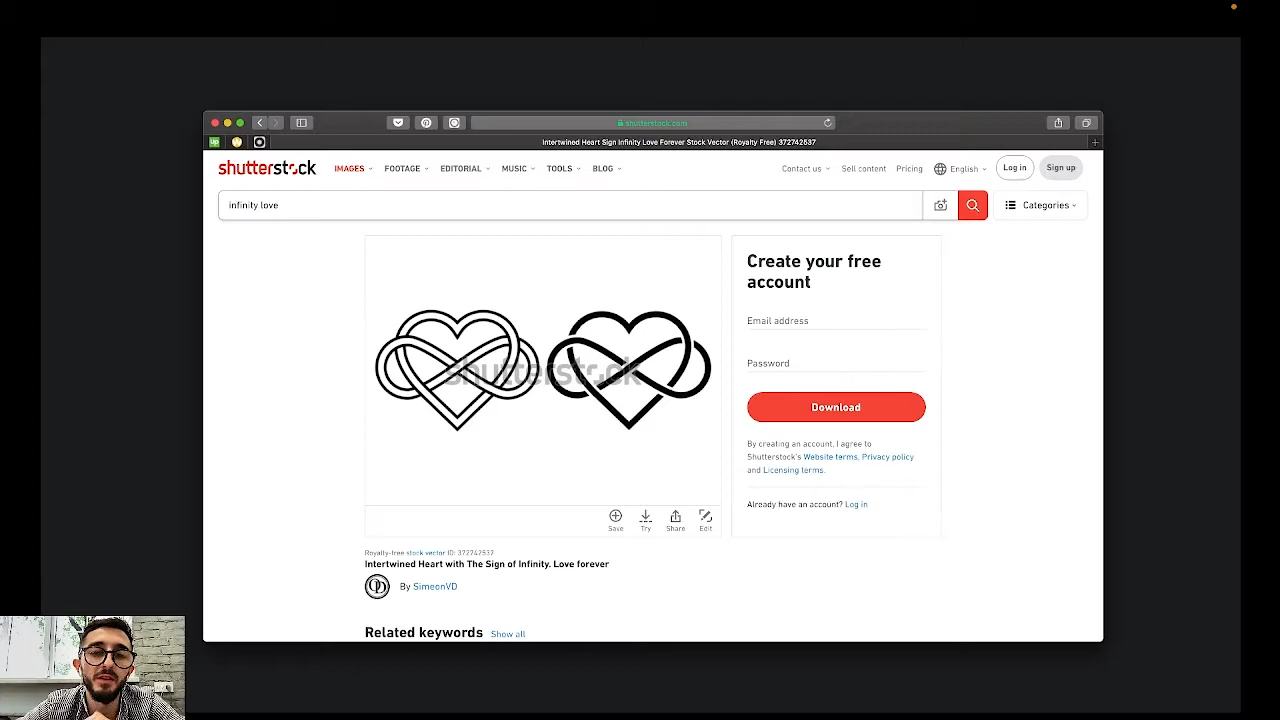 shutterstock.com
Up
Intertwined Heart Sign Infinity Love Forever Stock Vector (Royalty Free) 372742537
shutterstock IMAGES FOOTAGE EDITORIAL MUSIC TOOLS BLOG Contact us Sell content Pricing English Log in Sign up
infinity love Categories
Create your free
account
Email address
shutterstock
Password
Download
By creating an account, I agree to
Shutterstock's Website terms, Privacy policy
and Licensing terms.
Already have an account? Log in
Save Try Share Edit
Royalty-free stock vector ID: 372742537
Intertwined Heart with The Sign of Infinity. Love forever
By SimeonVD
Related keywords Show all